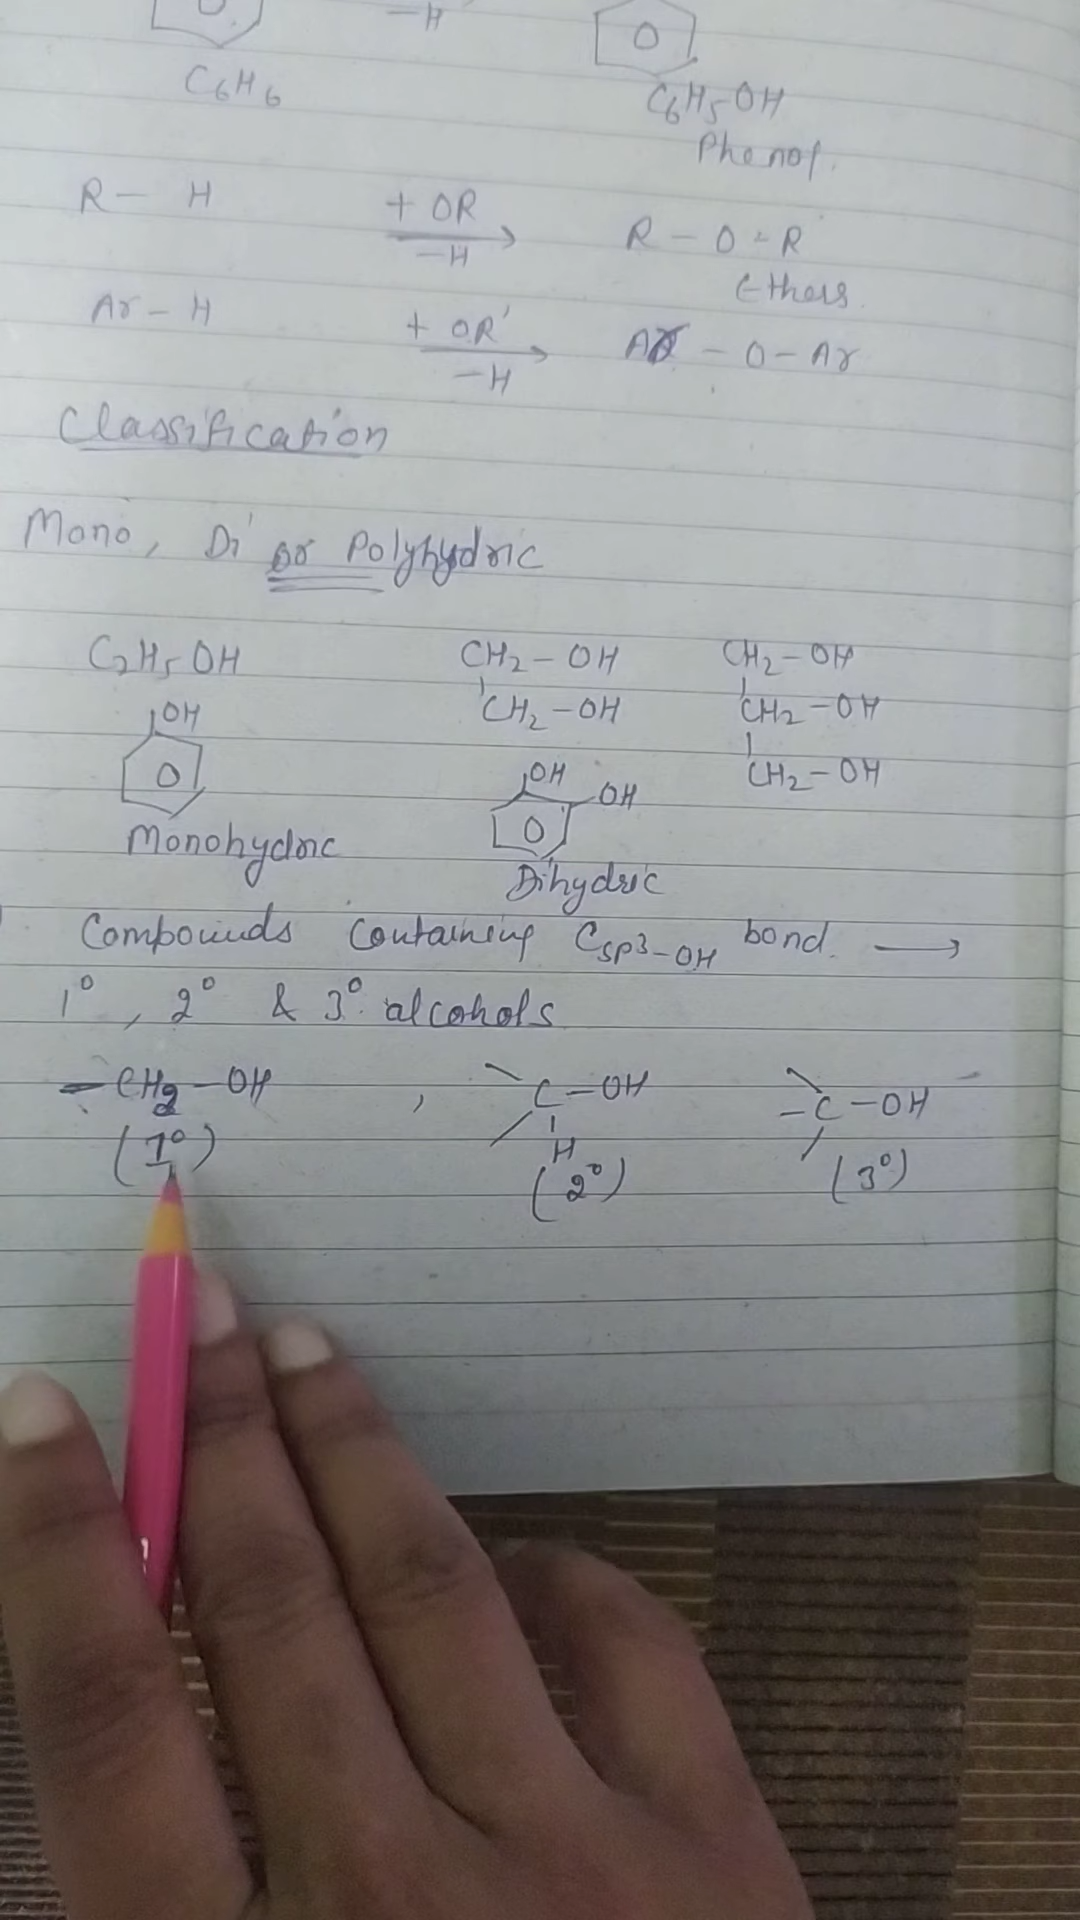 O —H O
C6H6 C6H5OH
Phenol.
R — H + OR R — O - R
—H
Ethers.
Ar — H + OR' Ar — O — Ar
—H
Classification
Mono, Di or Polyhydric
C2H5OH CH2 — OH CH2 — OH
OH CH2 — OH CH2 — OH
O OH OH CH2 — OH
Monohydric O
Dihydric
Compounds containing Csp3-OH bond. →
1°, 2° & 3° alcohols
—CH2 —OH , C —OH —C —OH
(1°) H
(2°) (3°)